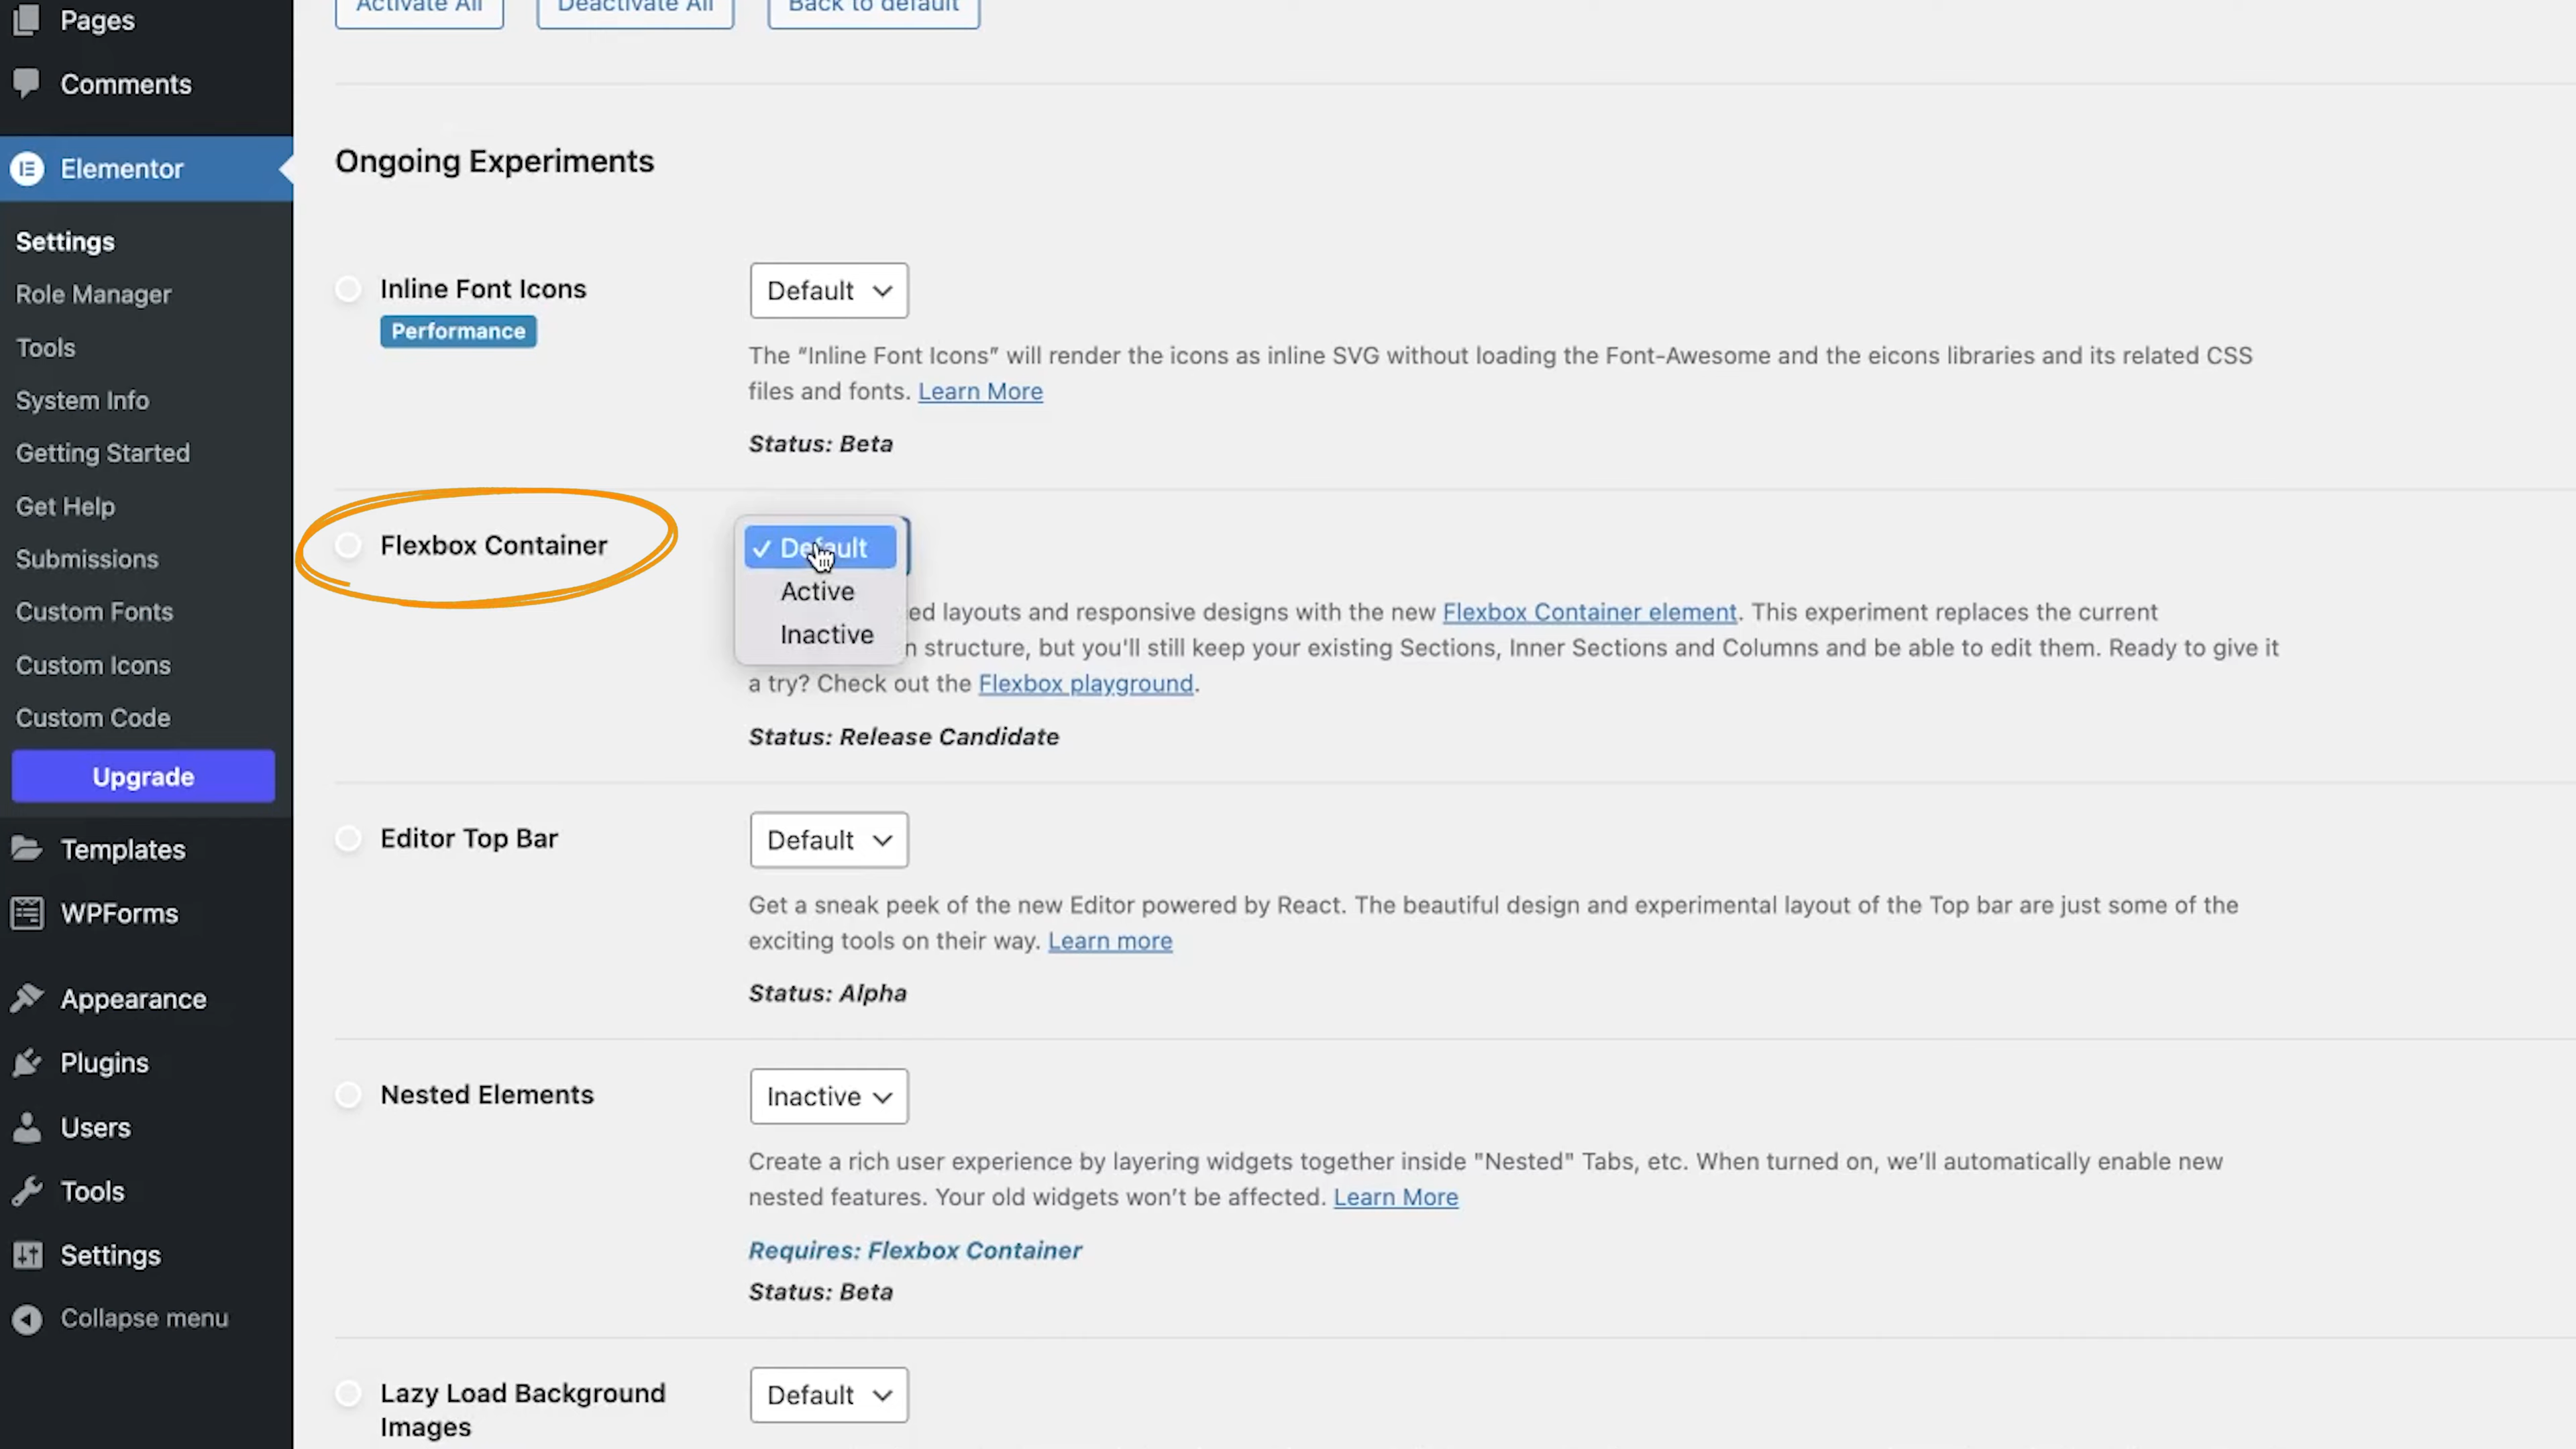 Pages
Comments
Elementor
Settings
Role Manager
Tools
System Info
Getting Started
Get Help
Submissions
Custom Fonts
Custom Icons
Custom Code
Upgrade
Templates
WPForms
Appearance
Plugins
Users
Tools
Settings
Collapse menu
Activate All
Deactivate All
Back to default
Ongoing Experiments
Inline Font Icons
Performance
Default
The “Inline Font Icons” will render the icons as inline SVG without loading the Font-Awesome and the eicons libraries and its related CSS
files and fonts. Learn More
Status: Beta
Flexbox Container
✓ Default
Active
Inactive
layouts and responsive designs with the new Flexbox Container element. This experiment replaces the current
structure, but you'll still keep your existing Sections, Inner Sections and Columns and be able to edit them. Ready to give it
a try? Check out the Flexbox playground.
Status: Release Candidate
Editor Top Bar
Default
Get a sneak peek of the new Editor powered by React. The beautiful design and experimental layout of the Top bar are just some of the
exciting tools on their way. Learn more
Status: Alpha
Nested Elements
Inactive
Create a rich user experience by layering widgets together inside "Nested" Tabs, etc. When turned on, we’ll automatically enable new
nested features. Your old widgets won’t be affected. Learn More
Requires: Flexbox Container
Status: Beta
Lazy Load Background
Images
Default